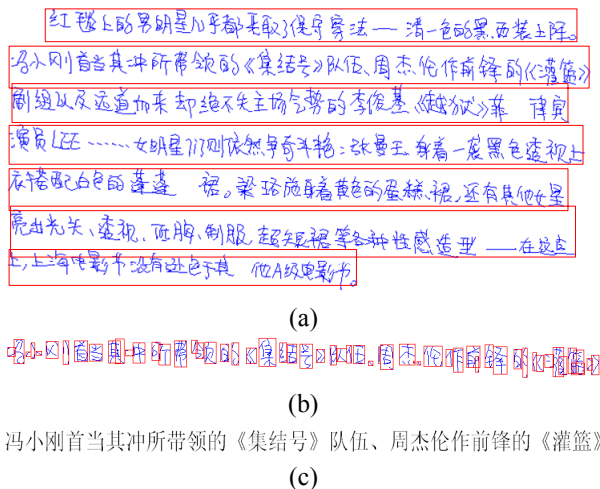 红毯上的男明星几乎都采取了保守穿法——清一色的黑西装上阵。
冯小刚首当其冲所带领的《集结号》队伍、周杰伦作前锋的《灌篮》
剧组以及远道而来却绝不失主场气势的李俊基《越狱》菲 律宾
演员LEE……女明星们则依然争奇斗艳：张曼玉身着一袭黑色透视上
衣搭配白色的蓬蓬 裙。梁珞施身着黄色的蛋糕裙，还有其他女星
亮出光头、透视、低胸、制服、超短裙等各种性感造型——在这点
上，上海电影节没有逊色于其 他A级电影节。
(a)
冯小刚首当其冲所带领的《集结号》队伍、周杰伦作前锋的《灌篮》
(b)
冯小刚首当其冲所带领的《集结号》队伍、周杰伦作前锋的《灌篮》
(c)